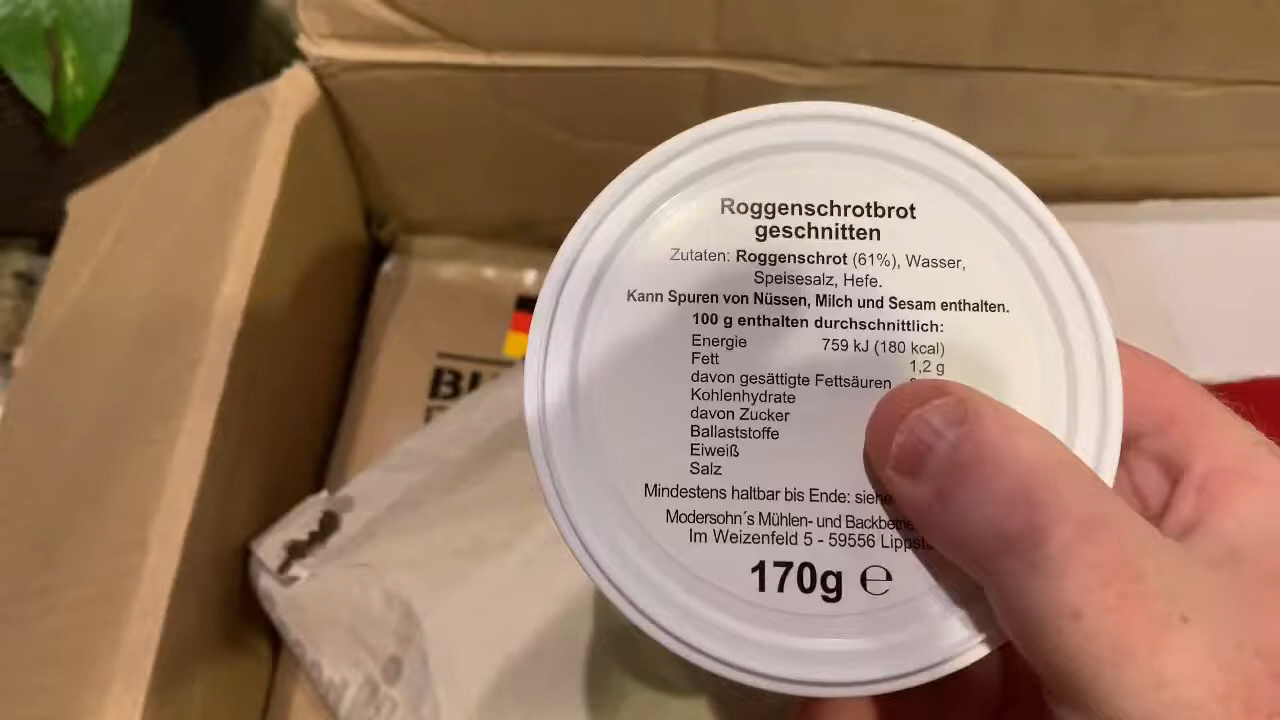 Roggenschrotbrot
geschnitten
Zutaten: Roggenschrot (61%), Wasser,
Speisesalz, Hefe.
Kann Spuren von Nüssen, Milch und Sesam enthalten.
100 g enthalten durchschnittlich:
Energie 759 kJ (180 kcal)
Fett 1,2 g
davon gesättigte Fettsäuren
Kohlenhydrate
davon Zucker
Ballaststoffe
Eiweiß
Salz
Mindestens haltbar bis Ende: siehe
Modersohn´s Mühlen- und
Im Weizenfeld 5 - 59556
170g ℮